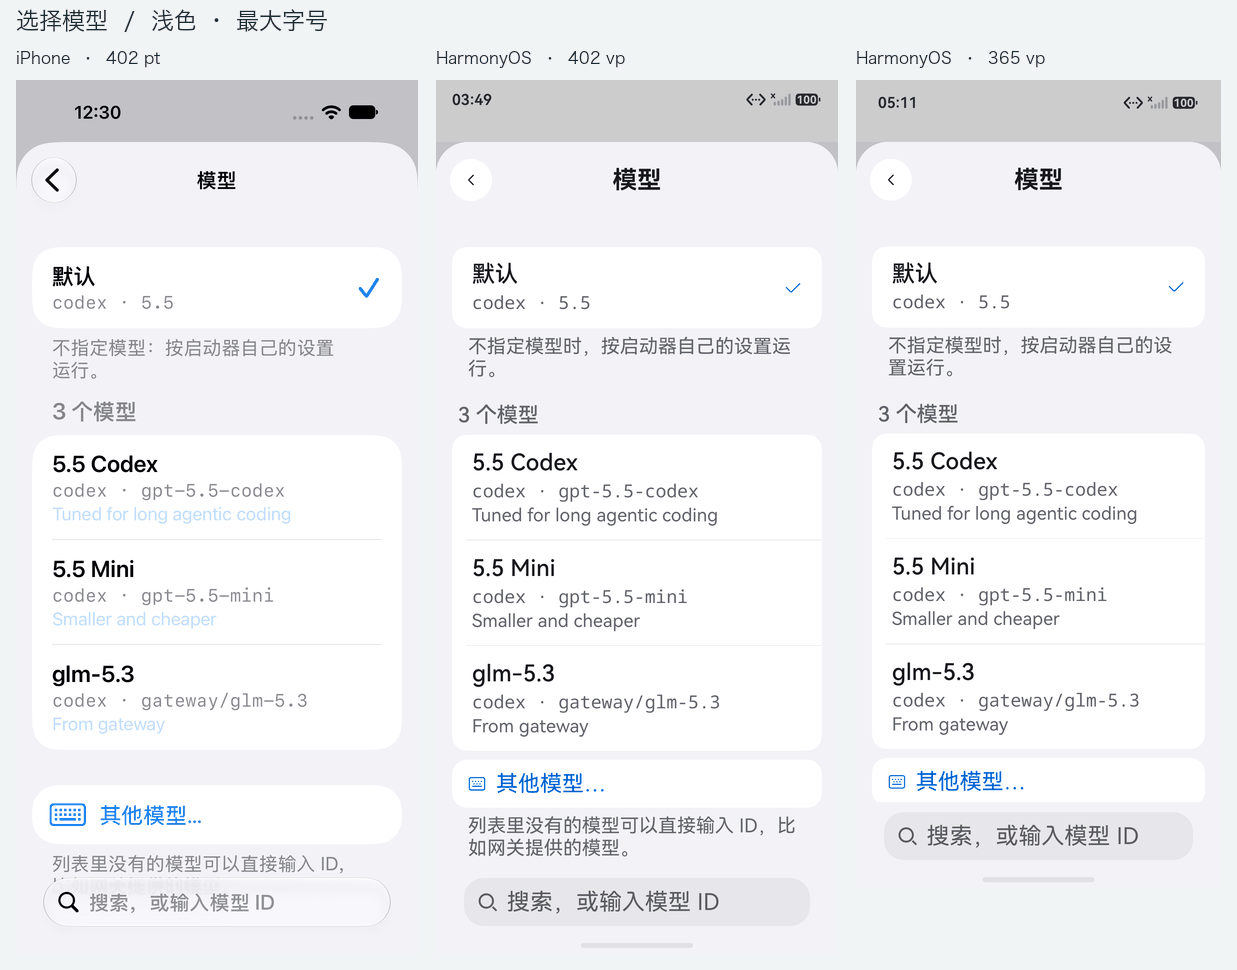 选择模型 / 浅色 · 最大字号
iPhone · 402 pt
12:30
模型
默认
codex · 5.5
不指定模型：按启动器自己的设置
运行。
3 个模型
5.5 Codex
codex · gpt-5.5-codex
Tuned for long agentic coding
5.5 Mini
codex · gpt-5.5-mini
Smaller and cheaper
glm-5.3
codex · gateway/glm-5.3
From gateway
其他模型...
列表里没有的模型可以直接输入 ID，
搜索，或输入模型 ID
HarmonyOS · 402 vp
03:49
100
模型
默认
codex · 5.5
不指定模型时，按启动器自己的设置运
行。
3 个模型
5.5 Codex
codex · gpt-5.5-codex
Tuned for long agentic coding
5.5 Mini
codex · gpt-5.5-mini
Smaller and cheaper
glm-5.3
codex · gateway/glm-5.3
From gateway
其他模型...
列表里没有的模型可以直接输入 ID，比
如网关提供的模型。
搜索，或输入模型 ID
HarmonyOS · 365 vp
05:11
100
模型
默认
codex · 5.5
不指定模型时，按启动器自己的设
置运行。
3 个模型
5.5 Codex
codex · gpt-5.5-codex
Tuned for long agentic coding
5.5 Mini
codex · gpt-5.5-mini
Smaller and cheaper
glm-5.3
codex · gateway/glm-5.3
From gateway
其他模型...
搜索，或输入模型 ID